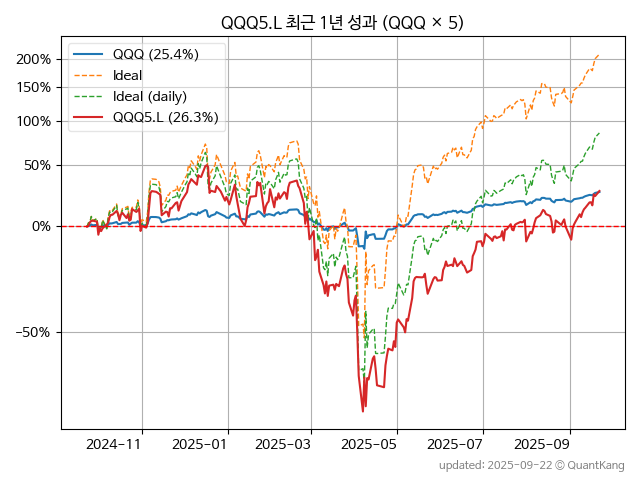 QQQ5.L 최근 1년 성과 (QQQ × 5)
QQQ (25.4%)
Ideal
Ideal (daily)
QQQ5.L (26.3%)
200%
150%
100%
50%
0%
−50%
2024-11
2025-01
2025-03
2025-05
2025-07
2025-09
updated: 2025-09-22 © QuantKang